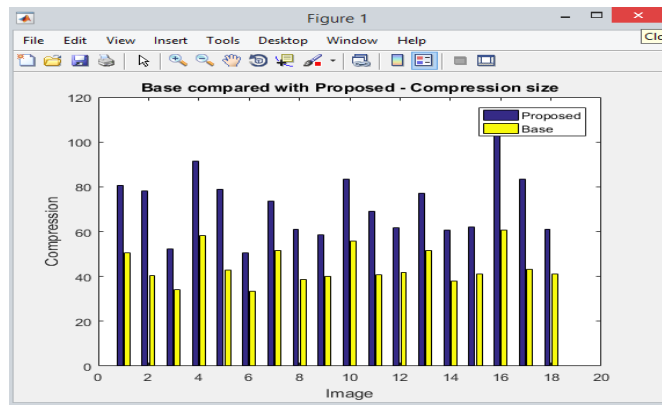 Figure 1
File Edit View Insert Tools Desktop Window Help
Base compared with Proposed - Compression size
Proposed
Base
120
100
80
60
40
20
0
Compression
0 2 4 6 8 10 12 14 16 18 20
Image